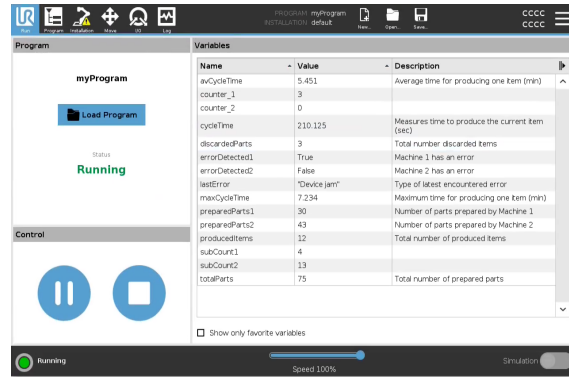 UR
PROGRAM myProgram
INSTALLATION default
CCCC
CCCC
Run Program Installation Move I/O Log New... Open... Save...
Program
myProgram
Load Program
Status
Running
Control
Variables
Name Value Description
avCycleTime 5.451 Average time for producing one item (min)
counter_1 3
counter_2 0
cycleTime 210.125 Measures time to produce the current item
(sec)
discardedParts 3 Total number discarded items
errorDetected1 True Machine 1 has an error
errorDetected2 False Machine 2 has an error
lastError "Device jam" Type of latest encountered error
maxCycleTime 7.234 Maximum time for producing one item (min)
preparedParts1 30 Number of parts prepared by Machine 1
preparedParts2 43 Number of parts prepared by Machine 2
producedItems 12 Total number of produced items
subCount1 4
subCount2 13
totalParts 75 Total number of prepared parts
Show only favorite variables
Running
Speed 100%
Simulation